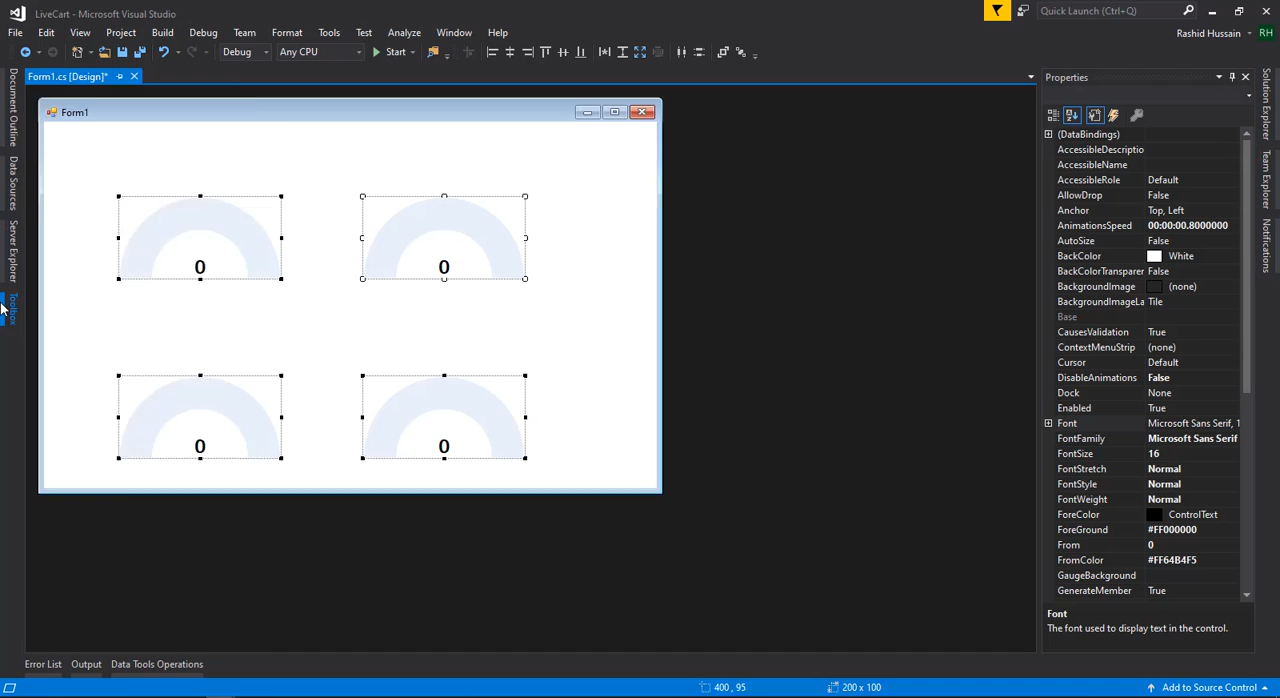 LiveCart - Microsoft Visual Studio
Quick Launch (Ctrl+Q)
File Edit View Project Build Debug Team Format Tools Test Analyze Window Help
Rashid Hussain RH
Debug Any CPU Start
Form1.cs [Design]*
Document Outline
Data Sources
Server Explorer
Toolbox
Form1
0
0
0
0
Properties
(DataBindings)
AccessibleDescriptio
AccessibleName
AccessibleRole Default
AllowDrop False
Anchor Top, Left
AnimationsSpeed 00:00:00.8000000
AutoSize False
BackColor White
BackColorTransparer False
BackgroundImage (none)
BackgroundImageLa Tile
Base
CausesValidation True
ContextMenuStrip (none)
Cursor Default
DisableAnimations False
Dock None
Enabled True
Font Microsoft Sans Serif, 1
FontFamily Microsoft Sans Serif
FontSize 16
FontStretch Normal
FontStyle Normal
FontWeight Normal
ForeColor ControlText
ForeGround #FF000000
From 0
FromColor #FF64B4F5
GaugeBackground
GenerateMember True
Font
The font used to display text in the control.
Solution Explorer
Team Explorer
Notifications
Error List Output Data Tools Operations
400 , 95 200 x 100 Add to Source Control